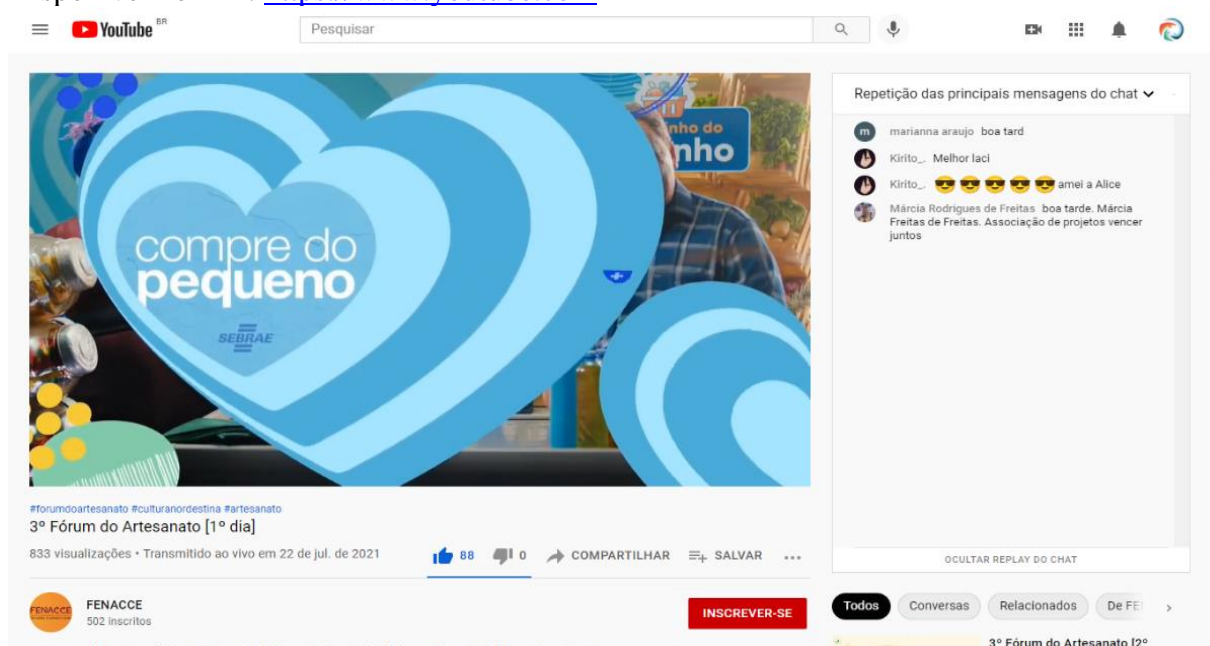 YouTube BR
Pesquisar
nho do
nho
compre do
pequeno
SEBRAE
Repetição das principais mensagens do chat
m
marianna araujo boa tard
Kirito_. Melhor laci
Kirito_. 😎😎😎😎😎 amei a Alice
Márcia Rodrigues de Freitas boa tarde. Márcia
Freitas de Freitas. Associação de projetos vencer
juntos
OCULTAR REPLAY DO CHAT
#forumdoartesanato #culturanordestina #artesanato
3º Fórum do Artesanato [1º dia]
833 visualizações • Transmitido ao vivo em 22 de jul. de 2021
88
0
COMPARTILHAR
SALVAR
FENACCE
FENACCE
502 inscritos
INSCREVER-SE
Todos
Conversas
Relacionados
De FE
3º Fórum do Artesanato [2º